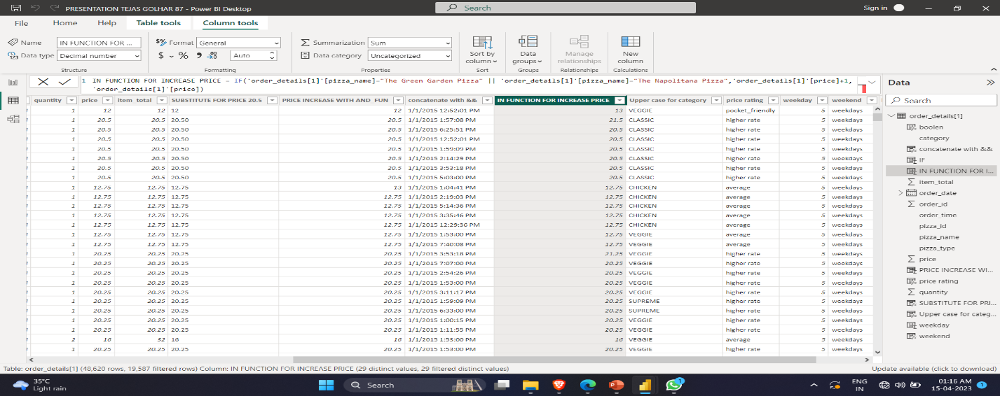 PRESENTATION TEJAS GOLHAR 87 - Power BI Desktop
Search
Sign in
File Home Help Table tools Column tools
Name IN FUNCTION FOR ... $% Format General Summarization Sum
Data type Decimal number $ % Auto Data category Uncategorized
Sort by column Data groups Manage relationships New column
Structure Formatting Properties Sort Groups Relationships Calculations
1 IN FUNCTION FOR INCREASE PRICE = IF('order_details[1]'[pizza_name]="The Green Garden Pizza" || 'order_details[1]'[pizza_name]="The Napolitana Pizza",'order_details[1]'[price]+1,
'order_details[1]'[price])
quantity price item_total SUBSTITUTE FOR PRICE 20.5 PRICE INCREASE WITH AND FUN concatenate with && IN FUNCTION FOR INCREASE PRICE Upper case for category price rating weekday weekend
1 12 12 12 12 1/1/2015 12:52:01 PM 13 VEGGIE pocket_friendly 5 weekdays
1 20.5 20.5 20.50 20.5 1/1/2015 1:57:08 PM 21.5 CLASSIC higher rate 5 weekdays
1 20.5 20.5 20.50 20.5 1/1/2015 6:25:51 PM 20.5 CLASSIC higher rate 5 weekdays
1 20.5 20.5 20.50 20.5 1/1/2015 12:52:01 PM 20.5 CLASSIC higher rate 5 weekdays
1 20.5 20.5 20.50 20.5 1/1/2015 1:59:09 PM 20.5 CLASSIC higher rate 5 weekdays
1 20.5 20.5 20.50 20.5 1/1/2015 2:14:29 PM 20.5 CLASSIC higher rate 5 weekdays
1 20.5 20.5 20.50 20.5 1/1/2015 3:53:18 PM 20.5 CLASSIC higher rate 5 weekdays
1 20.5 20.5 20.50 20.5 1/1/2015 5:03:00 PM 20.5 CLASSIC higher rate 5 weekdays
1 12.75 12.75 12.75 13 1/1/2015 1:04:41 PM 12.75 CHICKEN average 5 weekdays
1 12.75 12.75 12.75 12.75 1/1/2015 2:19:03 PM 12.75 CHICKEN average 5 weekdays
1 12.75 12.75 12.75 12.75 1/1/2015 5:14:36 PM 12.75 CHICKEN average 5 weekdays
1 12.75 12.75 12.75 12.75 1/1/2015 3:35:46 PM 12.75 CHICKEN average 5 weekdays
1 12.75 12.75 12.75 12.75 1/1/2015 12:29:36 PM 12.75 CHICKEN average 5 weekdays
1 12.75 12.75 12.75 12.75 1/1/2015 1:53:00 PM 12.75 VEGGIE average 5 weekdays
1 12.75 12.75 12.75 12.75 1/1/2015 7:40:08 PM 12.75 VEGGIE average 5 weekdays
1 20.25 20.25 20.25 20.25 1/1/2015 3:53:18 PM 21.25 VEGGIE higher rate 5 weekdays
1 20.25 20.25 20.25 20.25 1/1/2015 7:07:00 PM 20.25 VEGGIE higher rate 5 weekdays
1 20.25 20.25 20.25 20.25 1/1/2015 2:54:26 PM 20.25 VEGGIE higher rate 5 weekdays
1 20.25 20.25 20.25 20.25 1/1/2015 1:53:00 PM 20.25 VEGGIE higher rate 5 weekdays
1 20.25 20.25 20.25 20.25 1/1/2015 3:11:17 PM 20.25 VEGGIE higher rate 5 weekdays
1 20.25 20.25 20.25 20.25 1/1/2015 1:59:09 PM 20.25 SUPREME higher rate 5 weekdays
1 20.25 20.25 20.25 20.25 1/1/2015 6:33:00 PM 20.25 SUPREME higher rate 5 weekdays
1 20.25 20.25 20.25 20.25 1/1/2015 1:00:15 PM 20.25 VEGGIE higher rate 5 weekdays
1 20.25 20.25 20.25 20.25 1/1/2015 1:11:55 PM 20.25 VEGGIE higher rate 5 weekdays
2 16 32 16 16 1/1/2015 1:53:00 PM 16 VEGGIE average 5 weekdays
1 20.25 20.25 20.25 20.25 1/1/2015 1:53:00 PM 20.25 VEGGIE higher rate 5 weekdays
Data
Search
order_details[1]
boolen
category
concatenate with &&
IF
IN FUNCTION FOR I...
item_total
order_date
order_id
order_time
pizza_id
pizza_name
pizza_type
price
PRICE INCREASE WI...
price rating
quantity
SUBSTITUTE FOR PRI...
Upper case for categ...
weekday
weekend
Table: order_details[1] (48,620 rows, 19,587 filtered rows) Column: IN FUNCTION FOR INCREASE PRICE (29 distinct values, 29 filtered distinct values)
Update available (click to download)
35°C
Light rain
Search
1
ENG
IN
01:16 AM
15-04-2023
1